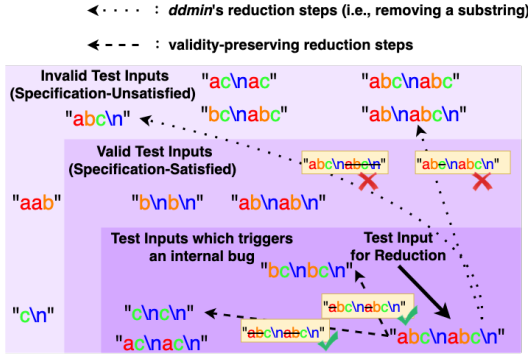 : ddmin's reduction steps (i.e., removing a substring)
: validity-preserving reduction steps
Invalid Test Inputs
(Specification-Unsatisfied)
"ac\nac"
"abc\nabc"
"abc\n"
"bc\nabc"
"ab\nabc\n"
Valid Test Inputs
(Specification-Satisfied)
"abc\nabc\n"
"abc\nabc\n"
"aab"
"b\nb\n"
"ab\nab\n"
Test Inputs which triggers
an internal bug
Test Input
for Reduction
"bc\nbc\n"
"abc\nabc\n"
"c\n"
"c\nc\n"
"abc\nabc\n"
"abc\nabc\n"
"ac\nac\n"